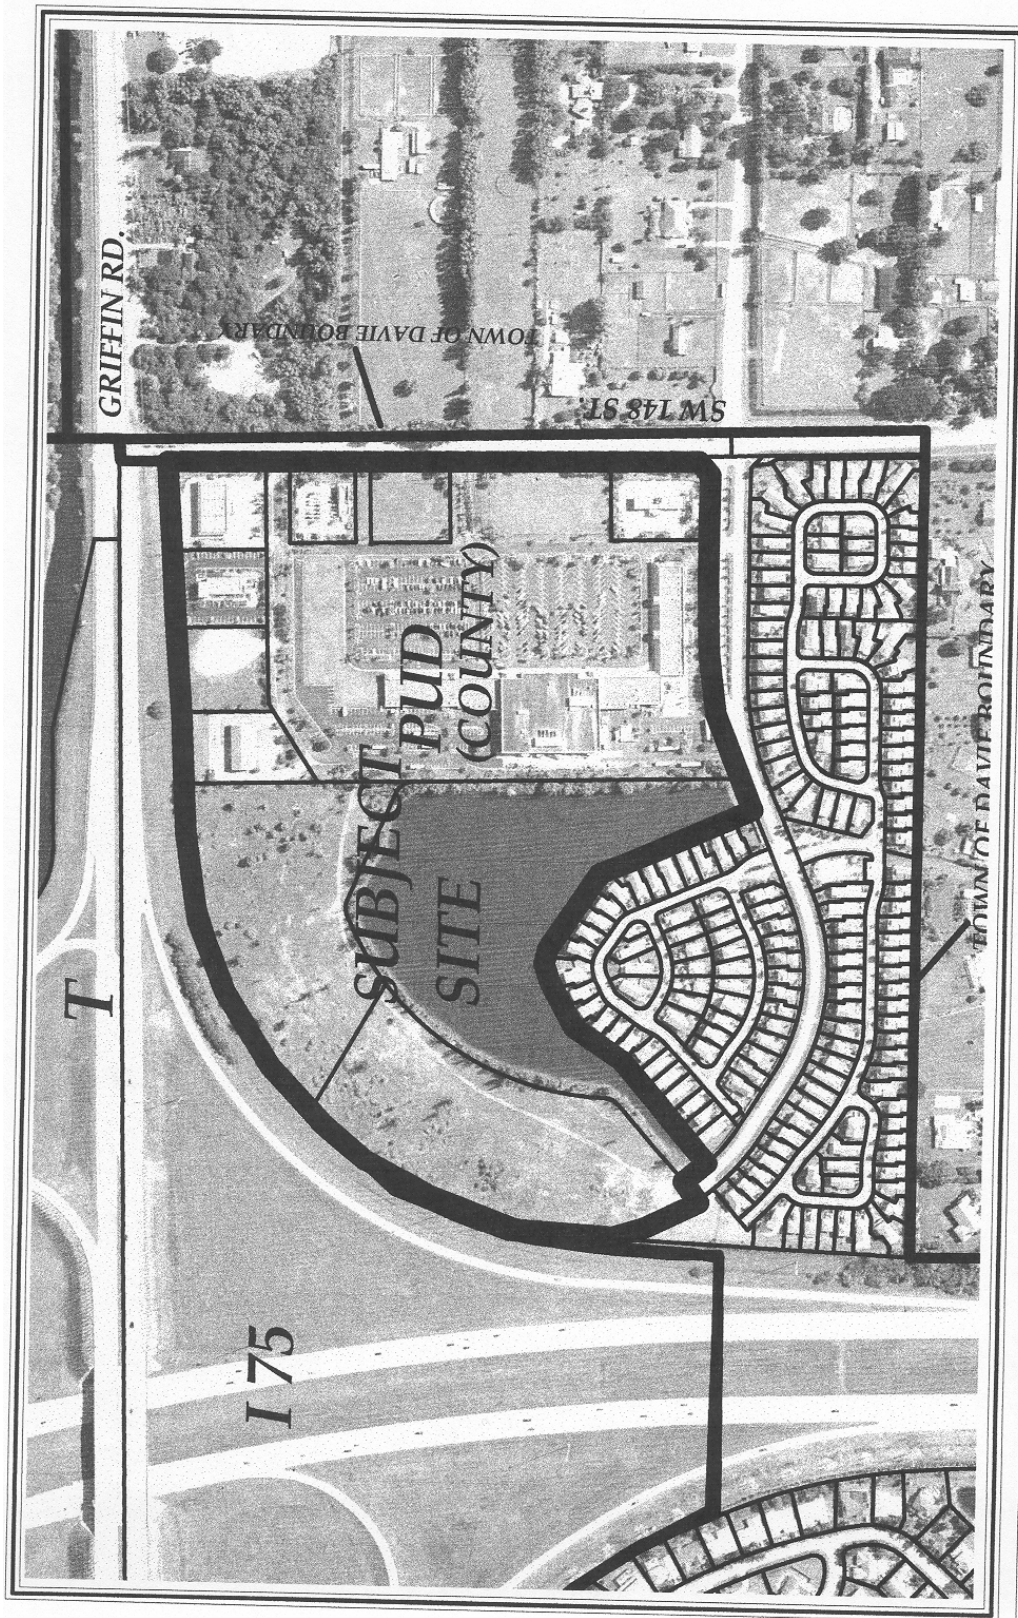 GRIFFIN RD.
TOWN OF DAVIE BOUNDARY
SW 148 ST.
SUBJECT PUD
SITE (COUNTY)
TOWN OF DAVIE BOUNDARY
T
I 75